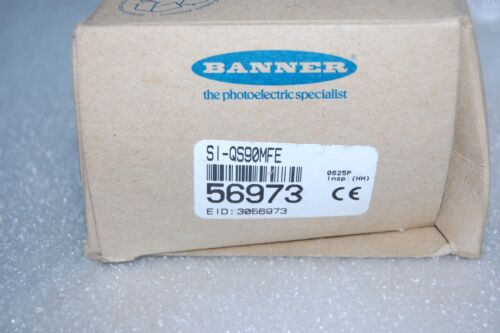 BANNER
the photoelectric specialist
SI-QS90MFE
0625P
Insp:(HH)
56973
CE
EID:3056973